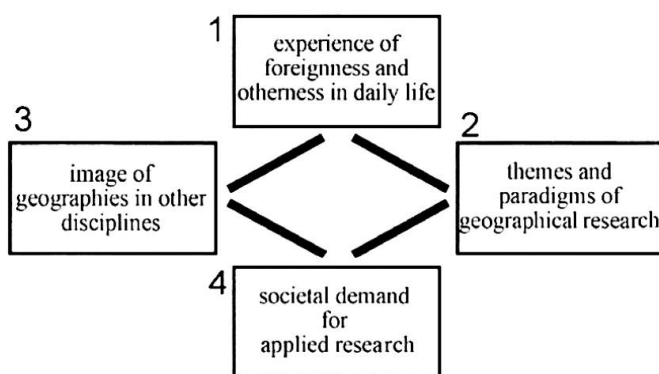 1
experience of
foreignness and
otherness in daily life
3
image of
geographies in other
disciplines
2
themes and
paradigms of
geographical research
4
societal demand
for
applied research